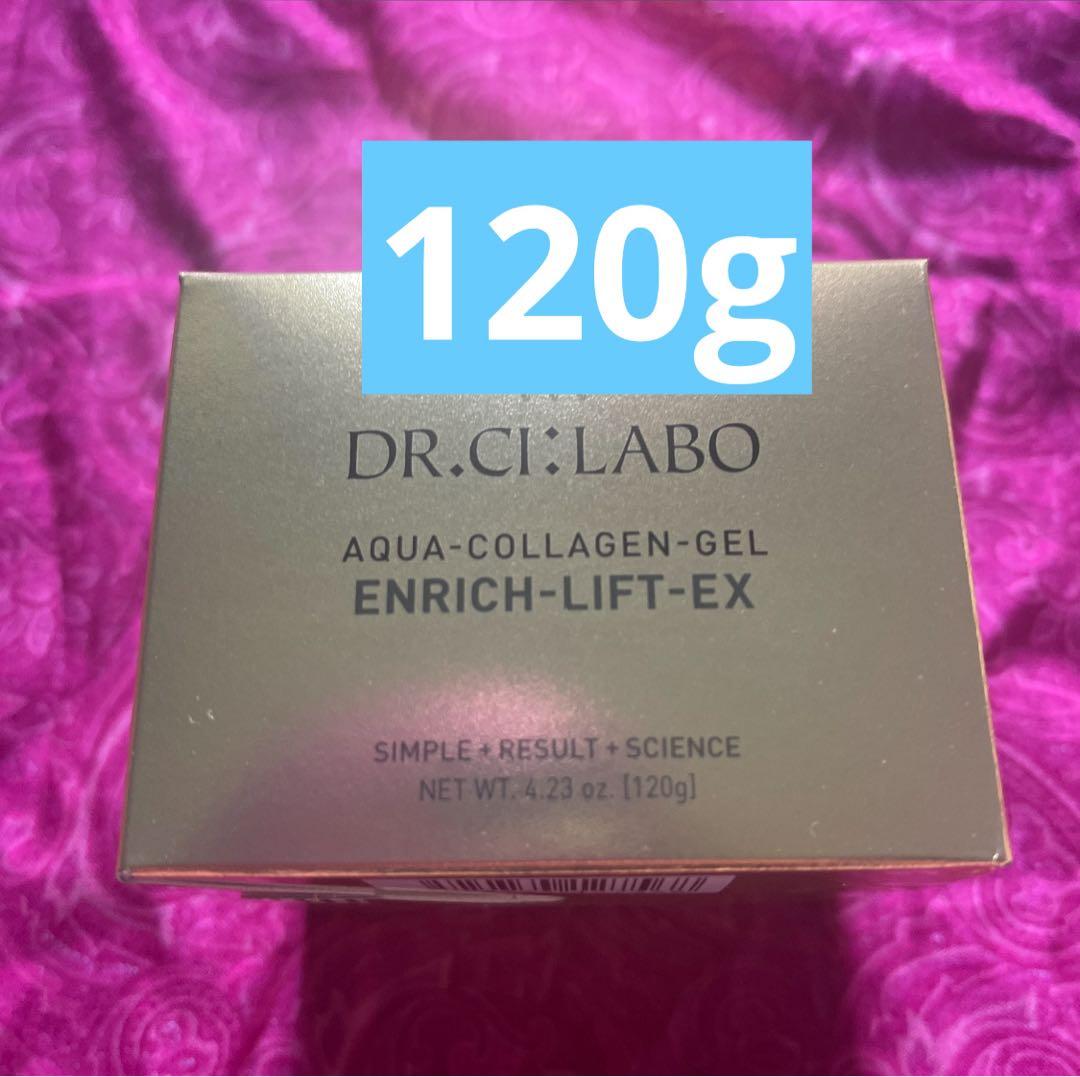 120g
DR.CI:LABO
AQUA-COLLAGEN-GEL
ENRICH-LIFT-EX
SIMPLE + RESULT + SCIENCE
NET WT. 4.23 oz. [120g]